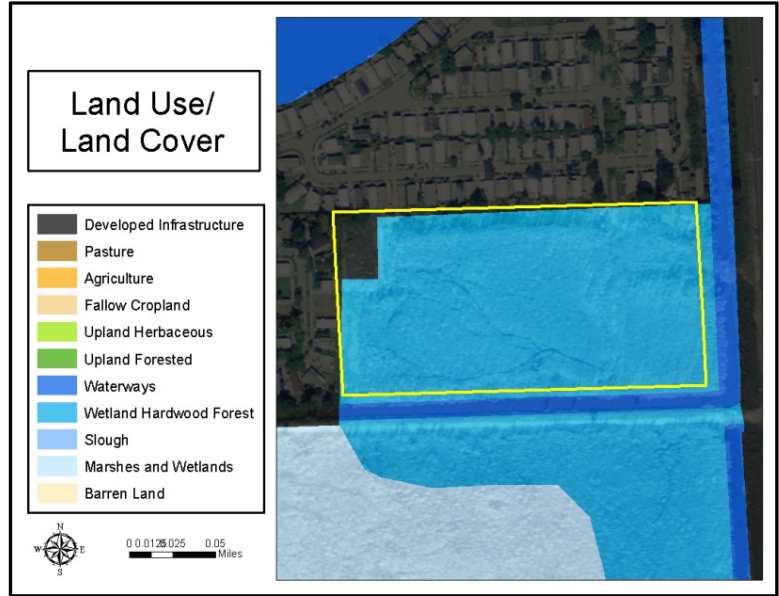 Land Use/
Land Cover
Developed Infrastructure
Pasture
Agriculture
Fallow Cropland
Upland Herbaceous
Upland Forested
Waterways
Wetland Hardwood Forest
Slough
Marshes and Wetlands
Barren Land
N
W E
S
0 0.05
Miles